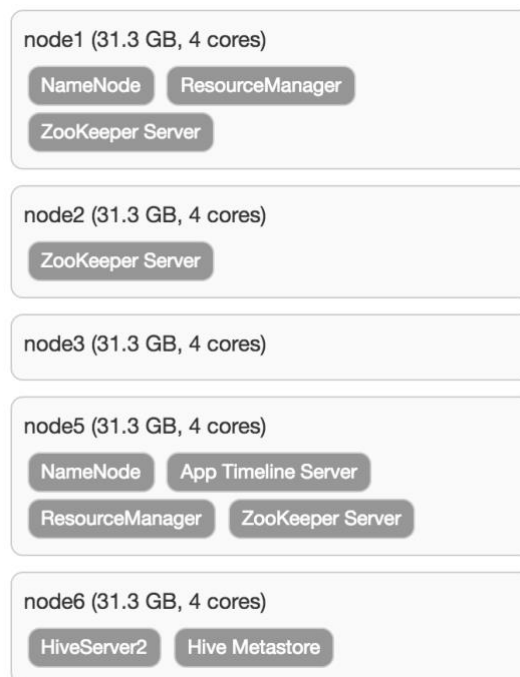 node1 (31.3 GB, 4 cores)
NameNode ResourceManager
ZooKeeper Server
node2 (31.3 GB, 4 cores)
ZooKeeper Server
node3 (31.3 GB, 4 cores)
node5 (31.3 GB, 4 cores)
NameNode App Timeline Server
ResourceManager ZooKeeper Server
node6 (31.3 GB, 4 cores)
HiveServer2 Hive Metastore